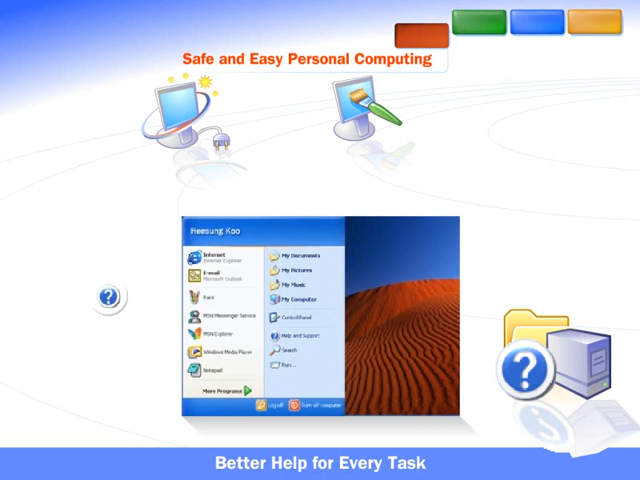 Safe and Easy Personal Computing
Heesung Koo
Internet
Internet Explorer
E-mail
Microsoft Outlook
Paint
MSN Messenger Service
MSN Explorer
Windows Media Player
Notepad
More Programs
My Documents
My Pictures
My Music
My Computer
Control Panel
Help and Support
Search
Run...
Log off
Turn off computer
Better Help for Every Task